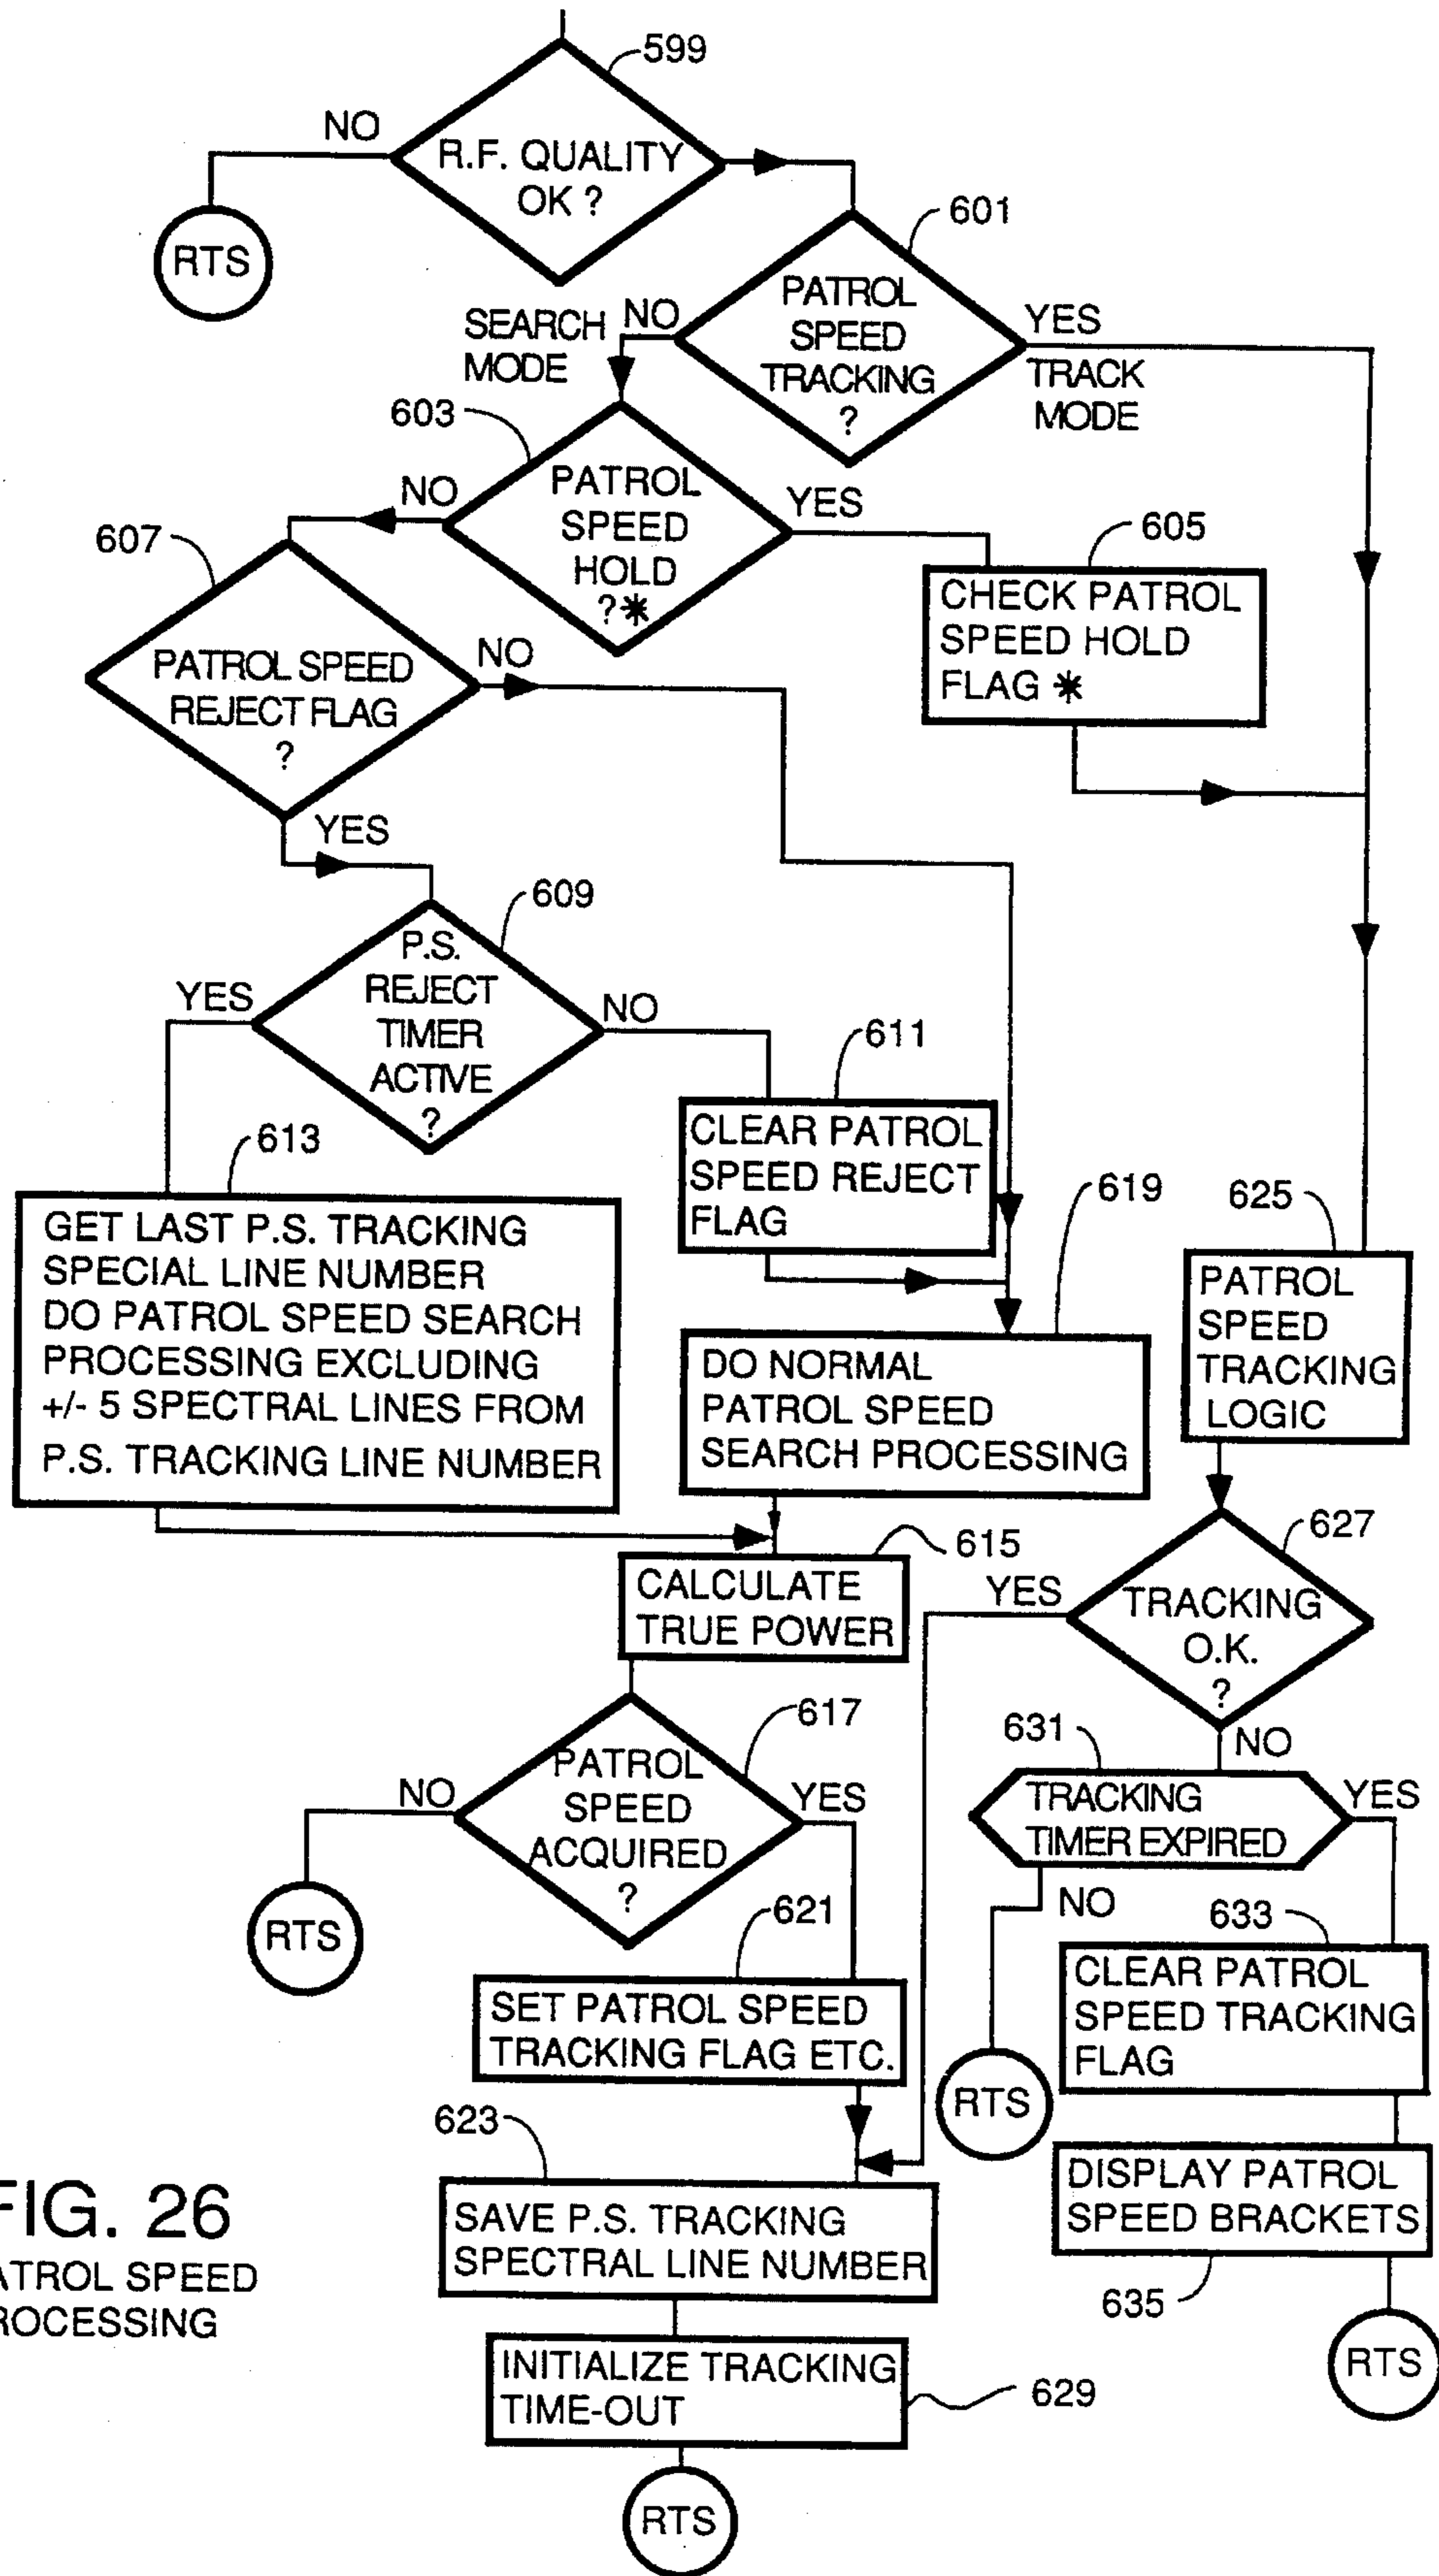 599
NO
R.F. QUALITY
OK ?
RTS
601
PATROL
SPEED
TRACKING
?
SEARCH
MODE
NO
YES
TRACK
MODE
603
PATROL
SPEED
HOLD
?*
NO
YES
605
CHECK PATROL
SPEED HOLD
FLAG *
607
PATROL SPEED
REJECT FLAG
?
NO
YES
609
P.S.
REJECT
TIMER
ACTIVE
?
YES
NO
611
CLEAR PATROL
SPEED REJECT
FLAG
613
GET LAST P.S. TRACKING
SPECIAL LINE NUMBER
DO PATROL SPEED SEARCH
PROCESSING EXCLUDING
+/- 5 SPECTRAL LINES FROM
P.S. TRACKING LINE NUMBER
619
DO NORMAL
PATROL SPEED
SEARCH PROCESSING
625
PATROL
SPEED
TRACKING
LOGIC
615
CALCULATE
TRUE POWER
627
TRACKING
O.K.
?
YES
NO
617
PATROL
SPEED
ACQUIRED
?
NO
YES
RTS
631
TRACKING
TIMER EXPIRED
YES
NO
RTS
621
SET PATROL SPEED
TRACKING FLAG ETC.
633
CLEAR PATROL
SPEED TRACKING
FLAG
623
SAVE P.S. TRACKING
SPECTRAL LINE NUMBER
DISPLAY PATROL
SPEED BRACKETS
635
RTS
INITIALIZE TRACKING
TIME-OUT
629
RTS
FIG. 26
ATROL SPEED
ROCESSING